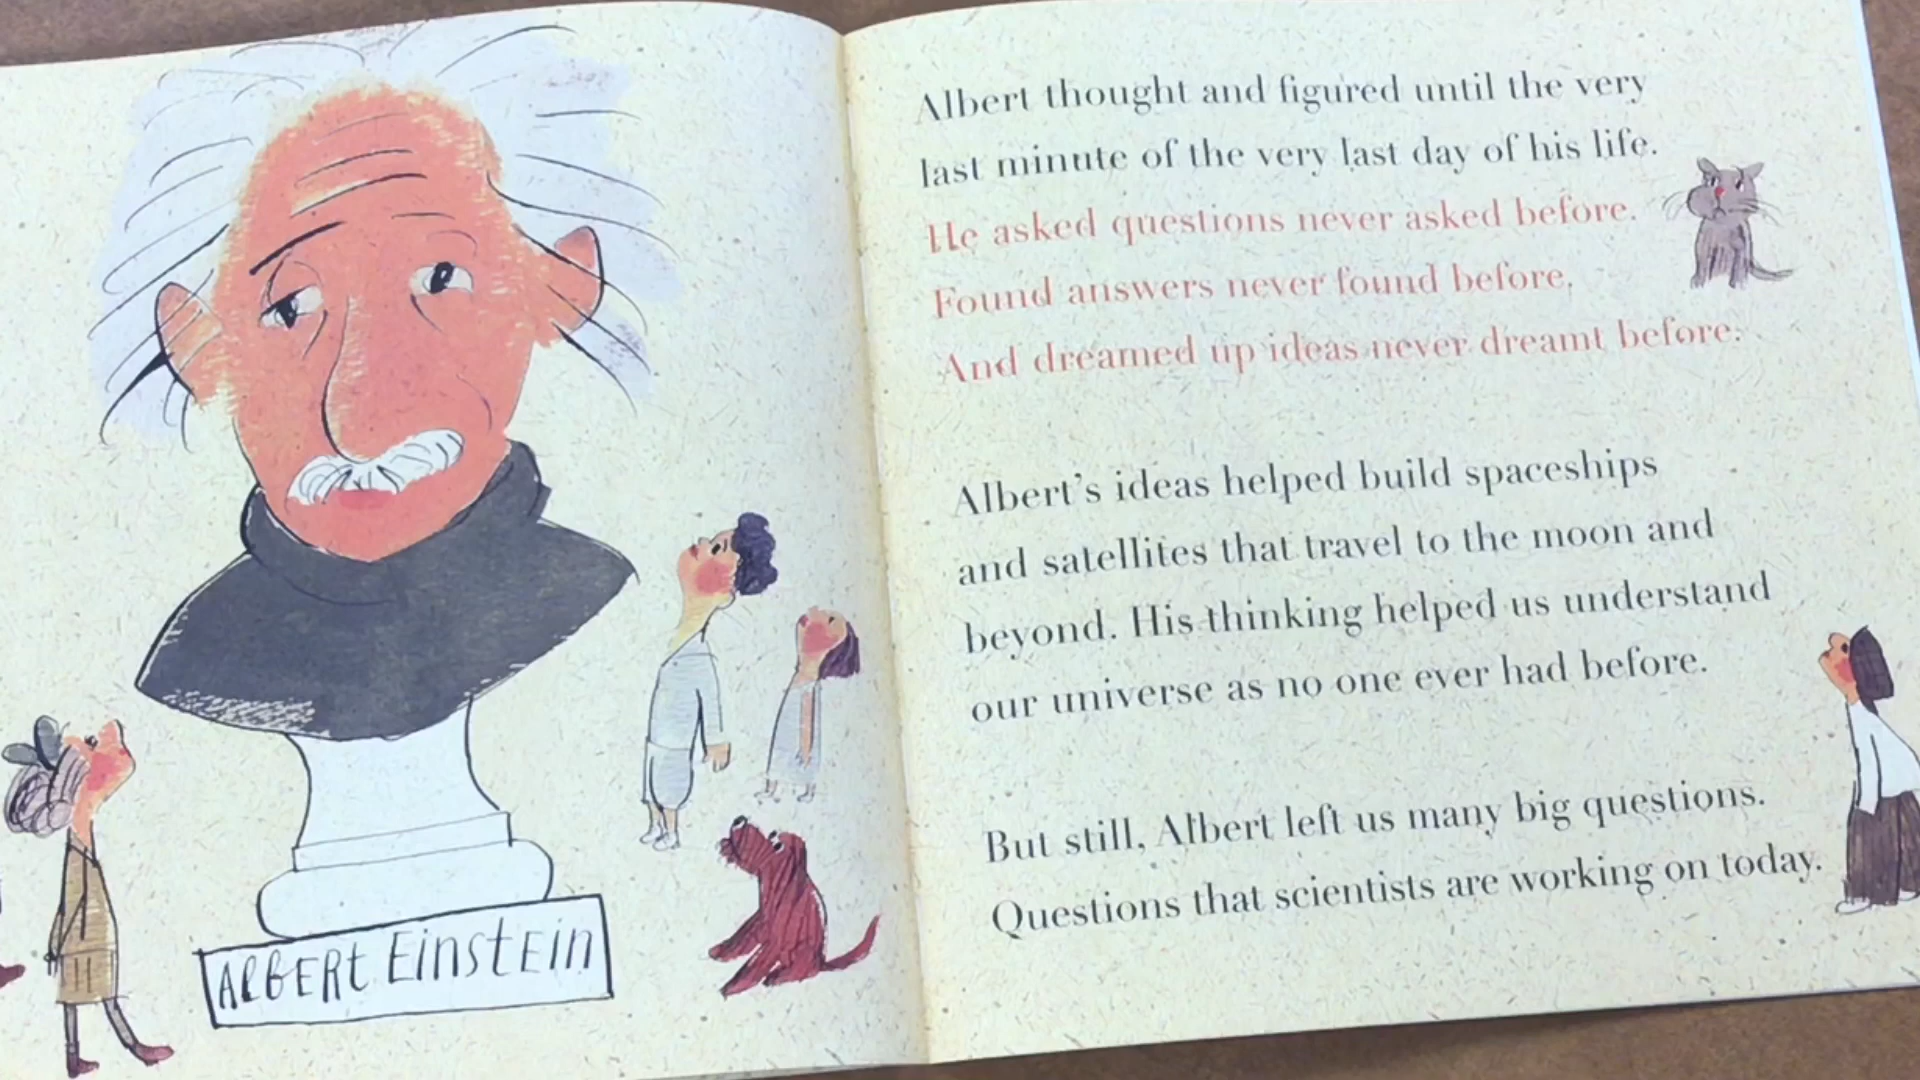 ALBERT EinstEin
Albert thought and figured until the very
last minute of the very last day of his life.
He asked questions never asked before.
Found answers never found before.
And dreamed up ideas never dreamt before.
Albert's ideas helped build spaceships
and satellites that travel to the moon and
beyond. His thinking helped us understand
our universe as no one ever had before.
But still, Albert left us many big questions.
Questions that scientists are working on today.